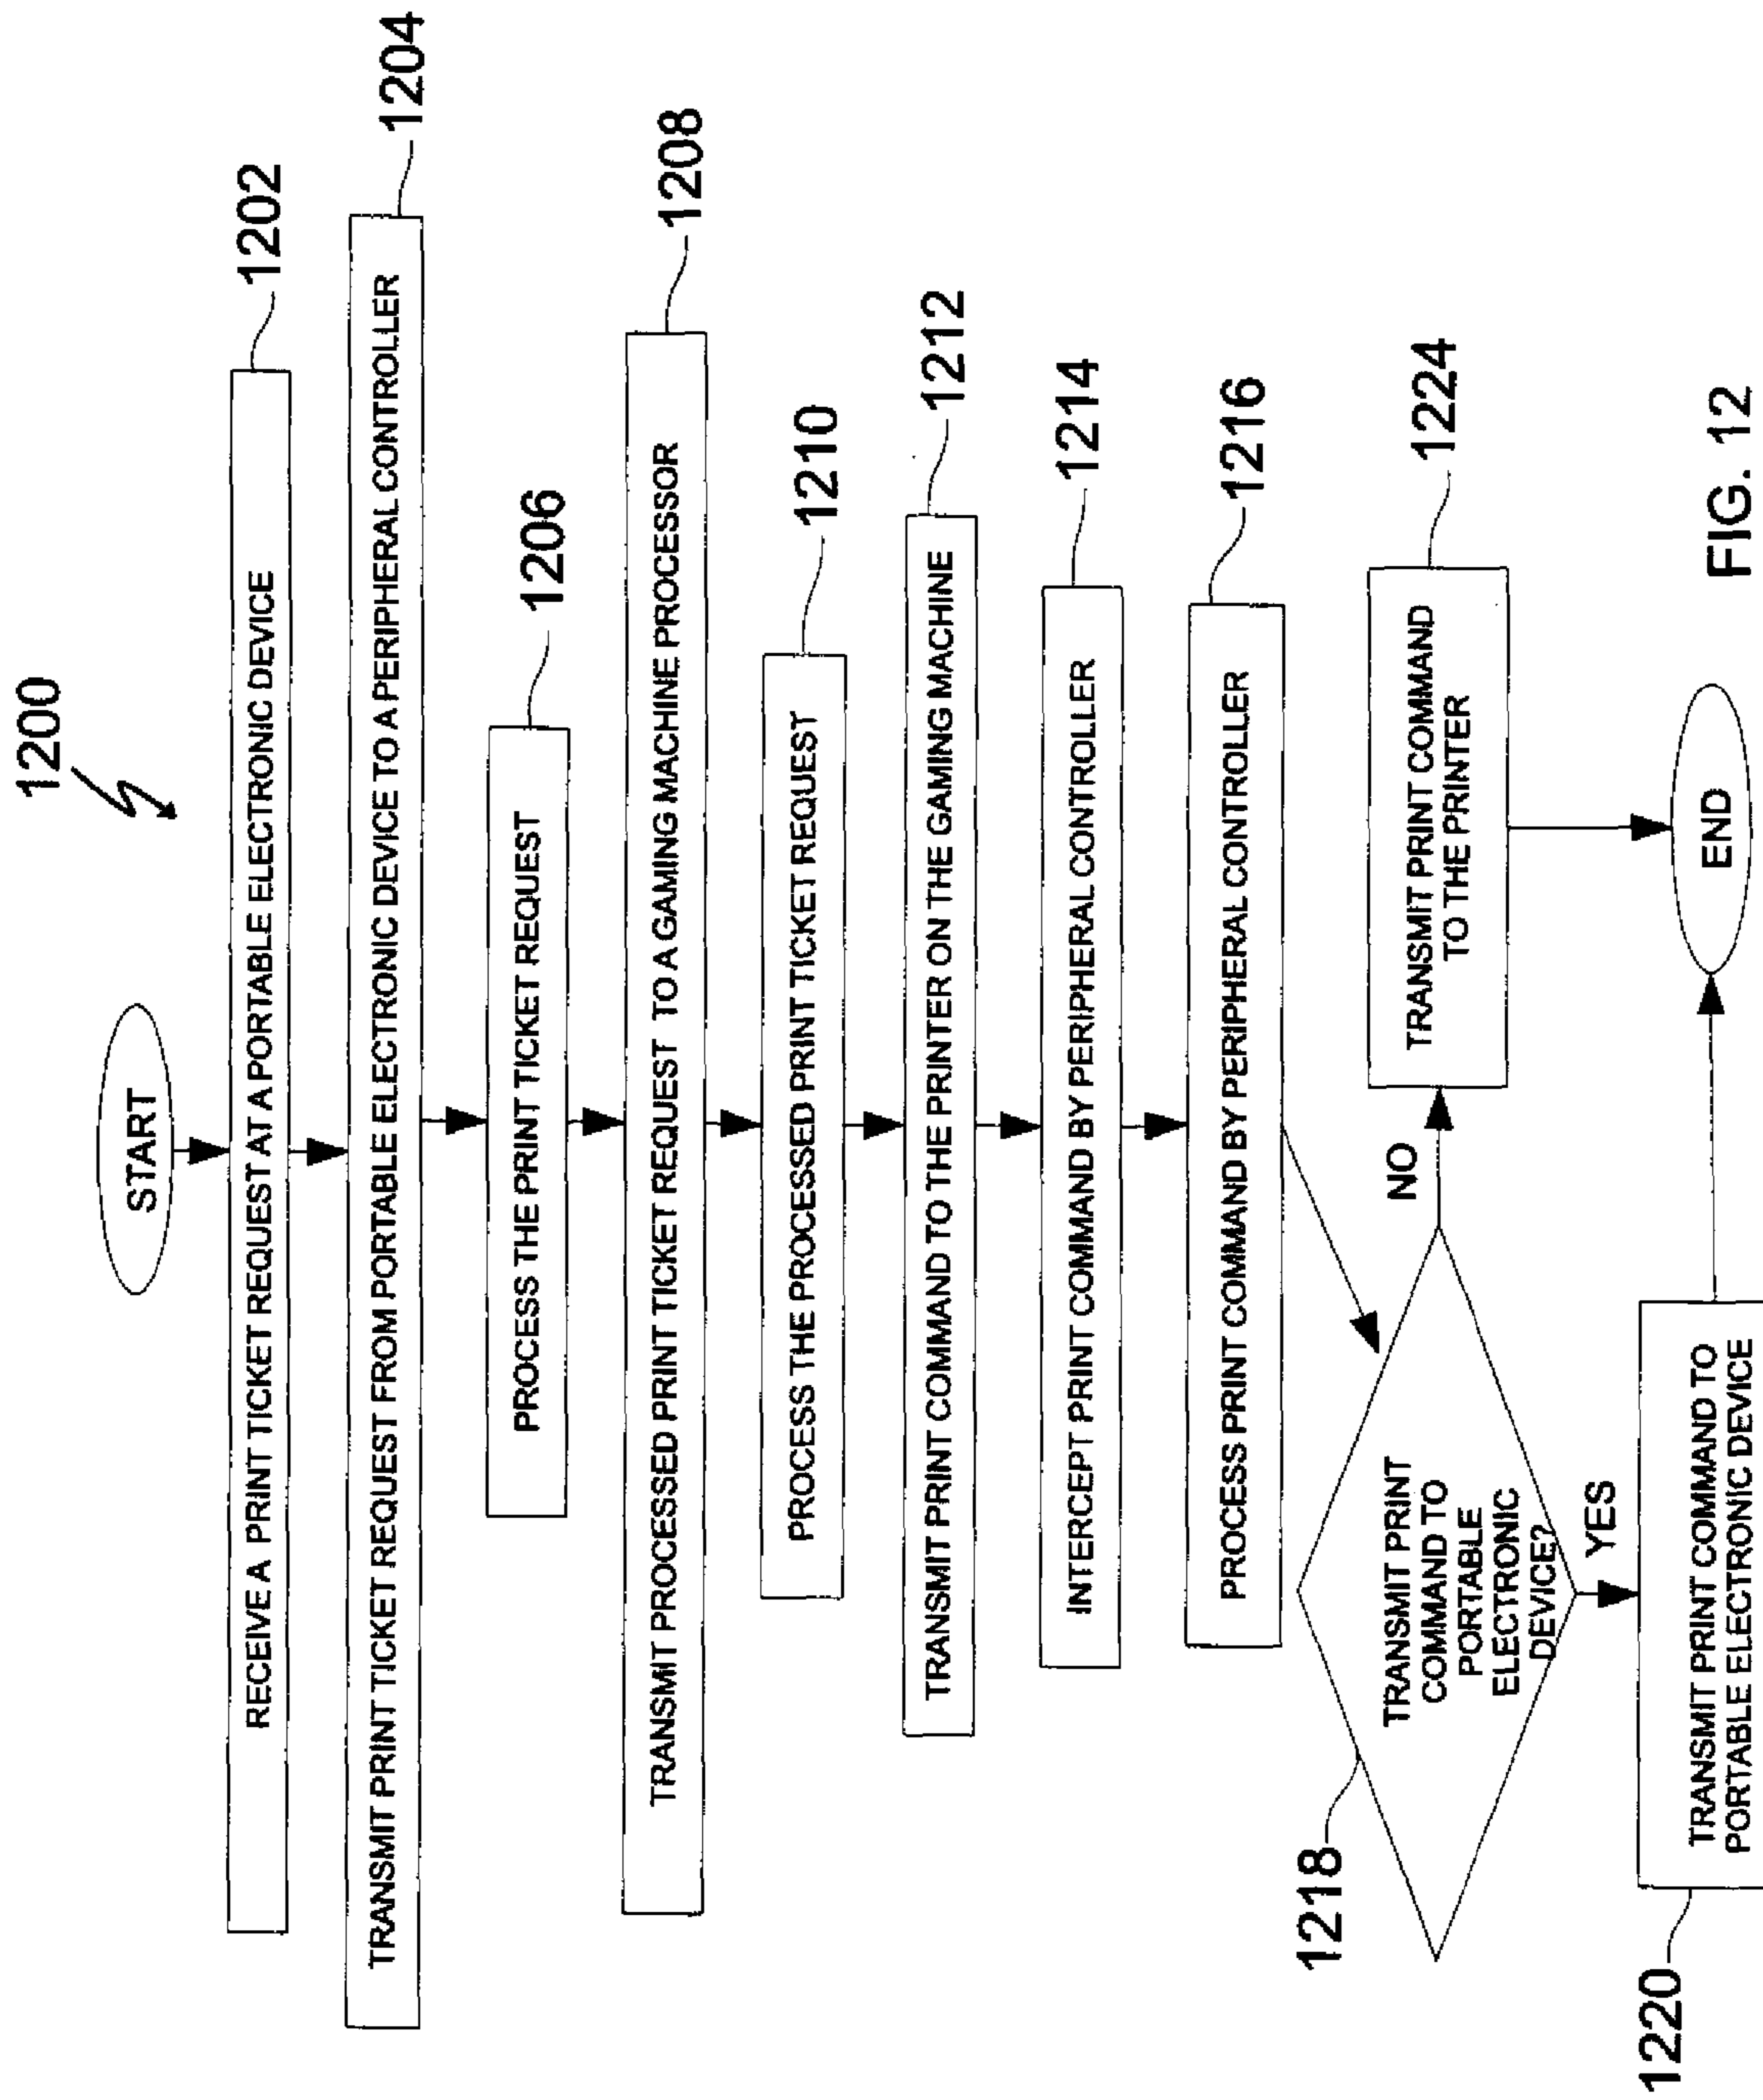 1200
START
RECEIVE A PRINT TICKET REQUEST AT A PORTABLE ELECTRONIC DEVICE
1202
TRANSMIT PRINT TICKET REQUEST FROM PORTABLE ELECTRONIC DEVICE TO A PERIPHERAL CONTROLLER
1204
PROCESS THE PRINT TICKET REQUEST
1206
TRANSMIT PROCESSED PRINT TICKET REQUEST TO A GAMING MACHINE PROCESSOR
1208
PROCESS THE PROCESSED PRINT TICKET REQUEST
1210
TRANSMIT PRINT COMMAND TO THE PRINTER ON THE GAMING MACHINE
1212
INTERCEPT PRINT COMMAND BY PERIPHERAL CONTROLLER
1214
PROCESS PRINT COMMAND BY PERIPHERAL CONTROLLER
1216
1218
TRANSMIT PRINT
COMMAND TO
PORTABLE
ELECTRONIC
DEVICE?
NO
TRANSMIT PRINT COMMAND
TO THE PRINTER
1224
YES
1220
TRANSMIT PRINT COMMAND TO
PORTABLE ELECTRONIC DEVICE
END
FIG. 12